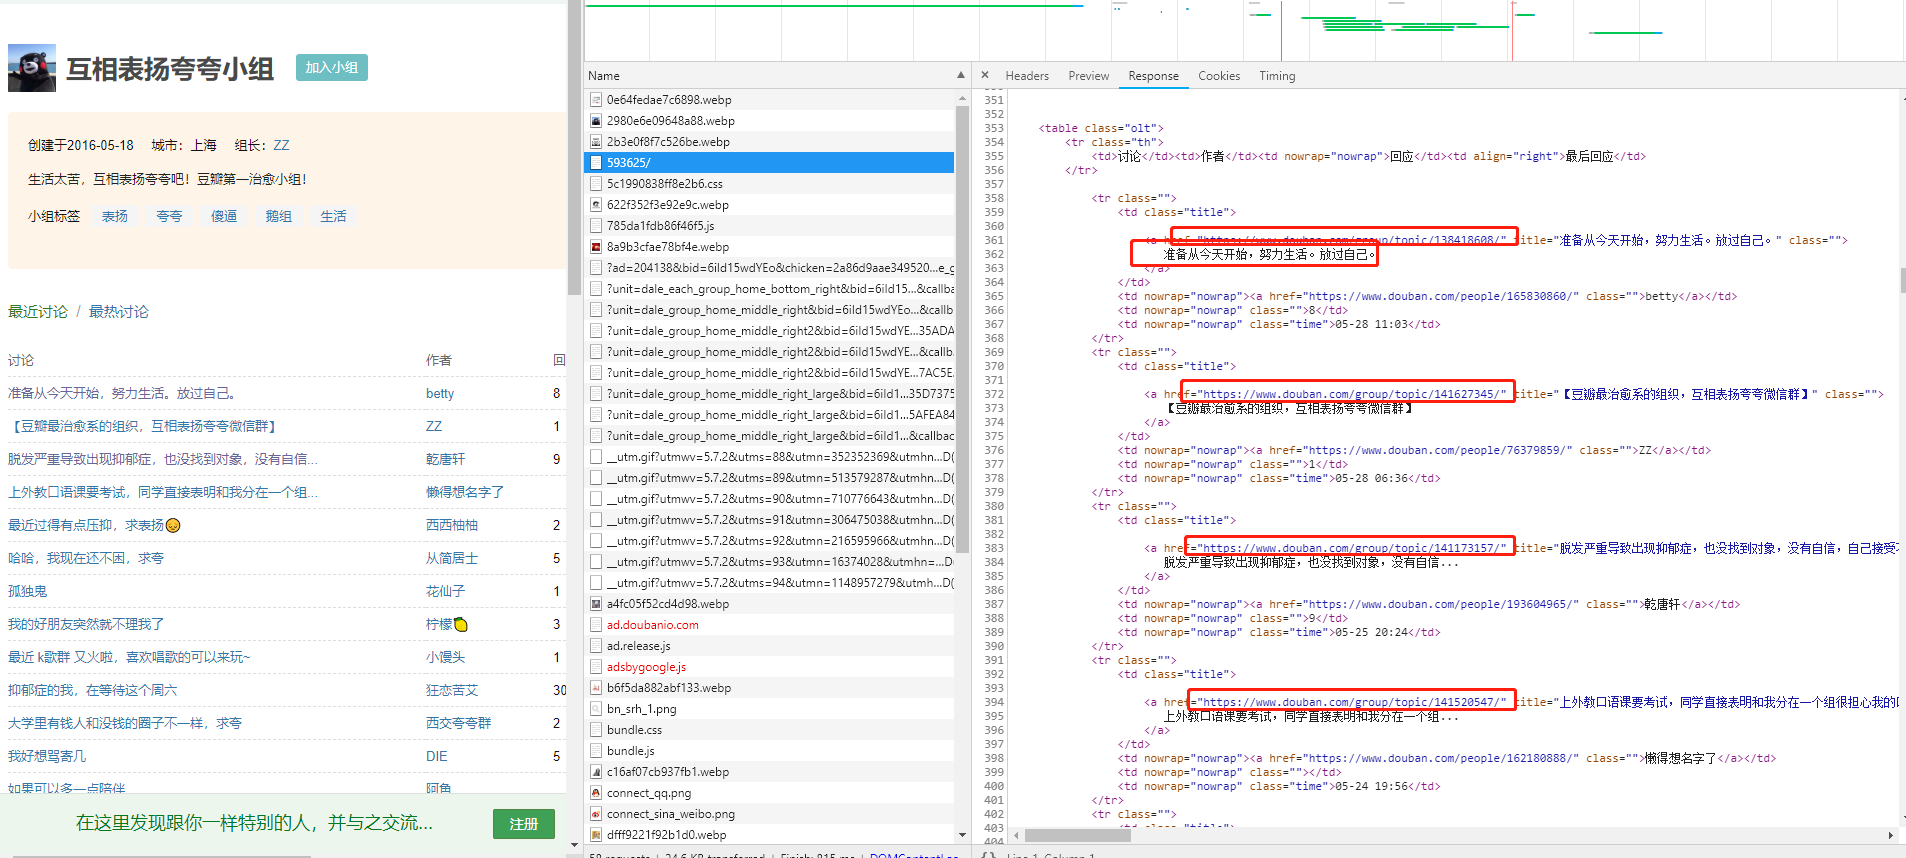 互相表扬夸夸小组
加入小组
创建于2016-05-18 城市：上海 组长：ZZ
生活太苦，互相表扬夸夸吧！豆瓣第一治愈小组！
小组标签 表扬 夸夸 傻逼 鹅组 生活
最近讨论 / 最热讨论
讨论 作者 回
准备从今天开始，努力生活。放过自己。 betty 8
【豆瓣最治愈系的组织，互相表扬夸夸微信群】 ZZ 1
脱发严重导致出现抑郁症，也没找到对象，没有自信... 乾唐轩 9
上外教口语课要考试，同学直接表明和我分在一个组... 懒得想名字了
最近过得有点压抑，求表扬😔 西西柚柚 2
哈哈，我现在还不困，求夸 从简居士 5
孤独鬼 花仙子 1
我的好朋友突然就不理我了 柠檬🍋 3
最近 k歌群 又火啦，喜欢唱歌的可以来玩~ 小馒头 1
抑郁症的我，在等待这个周六 狂恋苦艾 30
大学里有钱人和没钱的圈子不一样，求夸 西交夸夸群 2
我好想骂寄几 DIE 5
如果可以多一点陪伴 阿鱼
在这里发现跟你一样特别的人，并与之交流...
注册
Name
0e64fedae7c6898.webp
2980e6e09648a88.webp
2b3e0f8f7c526be.webp
593625/
5c1990838ff8e2b6.css
622f352f3e92e9c.webp
785da1fdb86f46f5.js
8a9b3cfae78bf4e.webp
?ad=204138&bid=6iId15wdYEo&chicken=2a86d9aae349520...e_g
?unit=dale_each_group_home_bottom_right&bid=6iId15...&callba
?unit=dale_group_home_middle_right&bid=6iId15wdYEo...&callb
?unit=dale_group_home_middle_right2&bid=6iId15wdYE...35ADA
?unit=dale_group_home_middle_right2&bid=6iId15wdYE...&callb
?unit=dale_group_home_middle_right2&bid=6iId15wdYE...7AC5E
?unit=dale_group_home_middle_right_large&bid=6iId1...35D7375
?unit=dale_group_home_middle_right_large&bid=6iId1...5AFEA84
?unit=dale_group_home_middle_right_large&bid=6iId1...&callbac
__utm.gif?utmwv=5.7.2&utms=88&utmn=352352369&utmhn...D(
__utm.gif?utmwv=5.7.2&utms=89&utmn=513579287&utmhn...D(
__utm.gif?utmwv=5.7.2&utms=90&utmn=710776643&utmhn...D(
__utm.gif?utmwv=5.7.2&utms=91&utmn=306475038&utmhn...D(
__utm.gif?utmwv=5.7.2&utms=92&utmn=216595966&utmhn...D(
__utm.gif?utmwv=5.7.2&utms=93&utmn=16374028&utmhn=...D(
__utm.gif?utmwv=5.7.2&utms=94&utmn=1148957279&utmh...D(
a4fc05f52cd4d98.webp
ad.doubanio.com
ad.release.js
adsbygoogle.js
b6f5da882abf133.webp
bn_srh_1.png
bundle.css
bundle.js
c16af07cb937fb1.webp
connect_qq.png
connect_sina_weibo.png
dfff9221f92b1d0.webp
× Headers Preview Response Cookies Timing
351
352
353 <table class="olt">
354 <tr class="th">
355 <td>讨论</td><td>作者</td><td nowrap="nowrap">回应</td><td align="right">最后回应</td>
356 </tr>
357
358 <tr class="">
359 <td class="title">
360
361 <a href="https://www.douban.com/group/topic/138418608/" title="准备从今天开始，努力生活。放过自己。" class="">
362 准备从今天开始，努力生活。放过自己。
363 </a>
364 </td>
365 <td nowrap="nowrap"><a href="https://www.douban.com/people/165830860/" class="">betty</a></td>
366 <td nowrap="nowrap" class="">8</td>
367 <td nowrap="nowrap" class="time">05-28 11:03</td>
368 </tr>
369 <tr class="">
370 <td class="title">
371
372 <a href="https://www.douban.com/group/topic/141627345/" title="【豆瓣最治愈系的组织，互相表扬夸夸微信群】" class="">
373 【豆瓣最治愈系的组织，互相表扬夸夸微信群】
374 </a>
375 </td>
376 <td nowrap="nowrap"><a href="https://www.douban.com/people/76379859/" class="">ZZ</a></td>
377 <td nowrap="nowrap" class="">1</td>
378 <td nowrap="nowrap" class="time">05-28 06:36</td>
379 </tr>
380 <tr class="">
381 <td class="title">
382
383 <a href="https://www.douban.com/group/topic/141173157/" title="脱发严重导致出现抑郁症，也没找到对象，没有自信，自己接受不
384 脱发严重导致出现抑郁症，也没找到对象，没有自信...
385 </a>
386 </td>
387 <td nowrap="nowrap"><a href="https://www.douban.com/people/193604965/" class="">乾唐轩</a></td>
388 <td nowrap="nowrap" class="">9</td>
389 <td nowrap="nowrap" class="time">05-25 20:24</td>
390 </tr>
391 <tr class="">
392 <td class="title">
393
394 <a href="https://www.douban.com/group/topic/141520547/" title="上外教口语课要考试，同学直接表明和我分在一个组很担心我的口
395 上外教口语课要考试，同学直接表明和我分在一个组...
396 </a>
397 </td>
398 <td nowrap="nowrap"><a href="https://www.douban.com/people/162180888/" class="">懒得想名字了</a></td>
399 <td nowrap="nowrap" class=""></td>
400 <td nowrap="nowrap" class="time">05-24 19:56</td>
401 </tr>
402 <tr class="">
403 <td class="title">
404